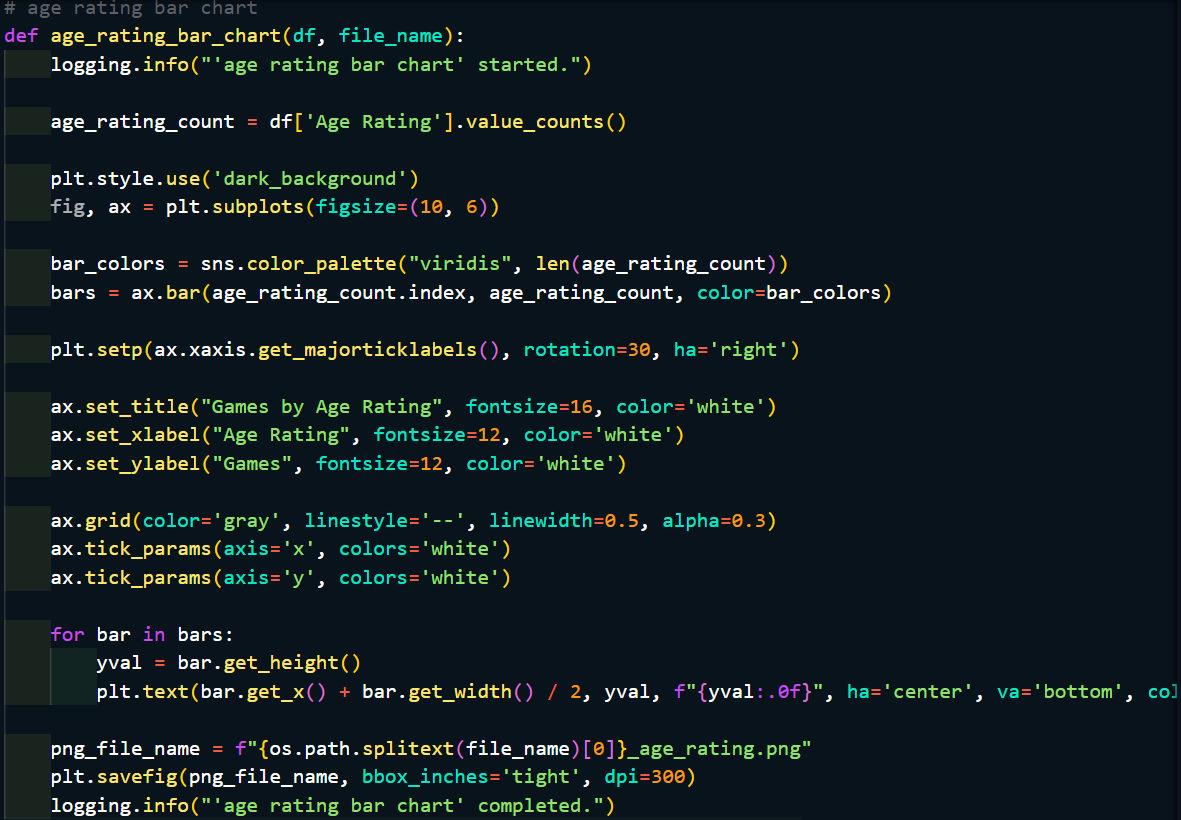 # age rating bar chart
def age_rating_bar_chart(df, file_name):
    logging.info("'age rating bar chart' started.")

    age_rating_count = df['Age Rating'].value_counts()

    plt.style.use('dark_background')
    fig, ax = plt.subplots(figsize=(10, 6))

    bar_colors = sns.color_palette("viridis", len(age_rating_count))
    bars = ax.bar(age_rating_count.index, age_rating_count, color=bar_colors)

    plt.setp(ax.xaxis.get_majorticklabels(), rotation=30, ha='right')

    ax.set_title("Games by Age Rating", fontsize=16, color='white')
    ax.set_xlabel("Age Rating", fontsize=12, color='white')
    ax.set_ylabel("Games", fontsize=12, color='white')

    ax.grid(color='gray', linestyle='--', linewidth=0.5, alpha=0.3)
    ax.tick_params(axis='x', colors='white')
    ax.tick_params(axis='y', colors='white')

    for bar in bars:
        yval = bar.get_height()
        plt.text(bar.get_x() + bar.get_width() / 2, yval, f"{yval:.0f}", ha='center', va='bottom',

    png_file_name = f"{os.path.splitext(file_name)[0]}_age_rating.png"
    plt.savefig(png_file_name, bbox_inches='tight', dpi=300)
    logging.info("'age rating bar chart' completed.")